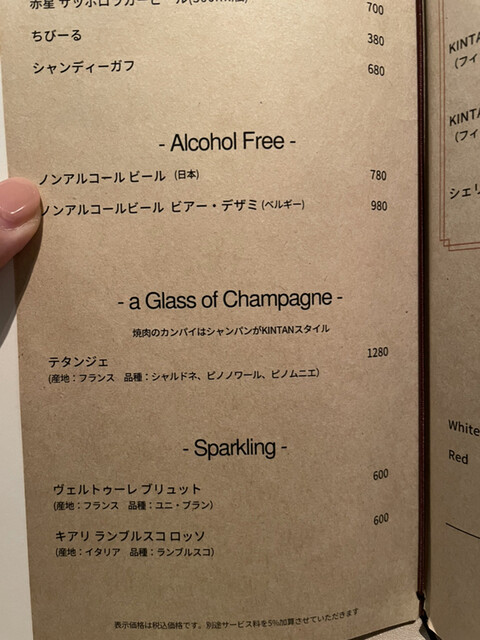 赤星 サッポロラガービール(500ml/瓶) 700
ちびーる 380
シャンディーガフ 680
- Alcohol Free -
ノンアルコール ビール (日本) 780
ノンアルコールビール ビアー・デザミ (ベルギー) 980
- a Glass of Champagne -
焼肉のカンパイはシャンパンがKINTANスタイル
テタンジェ 1280
(産地：フランス 品種：シャルドネ、ピノノワール、ピノムニエ)
- Sparkling -
ヴェルトゥーレ ブリュット 600
(産地：フランス 品種：ユニ・ブラン)
キアリ ランブルスコ ロッソ 600
(産地：イタリア 品種：ランブルスコ)
表示価格は税込価格です。別途サービス料を5%加算させていただきます
KINTA
(フィ
KINTA
(フィ
シェリ
White
Red